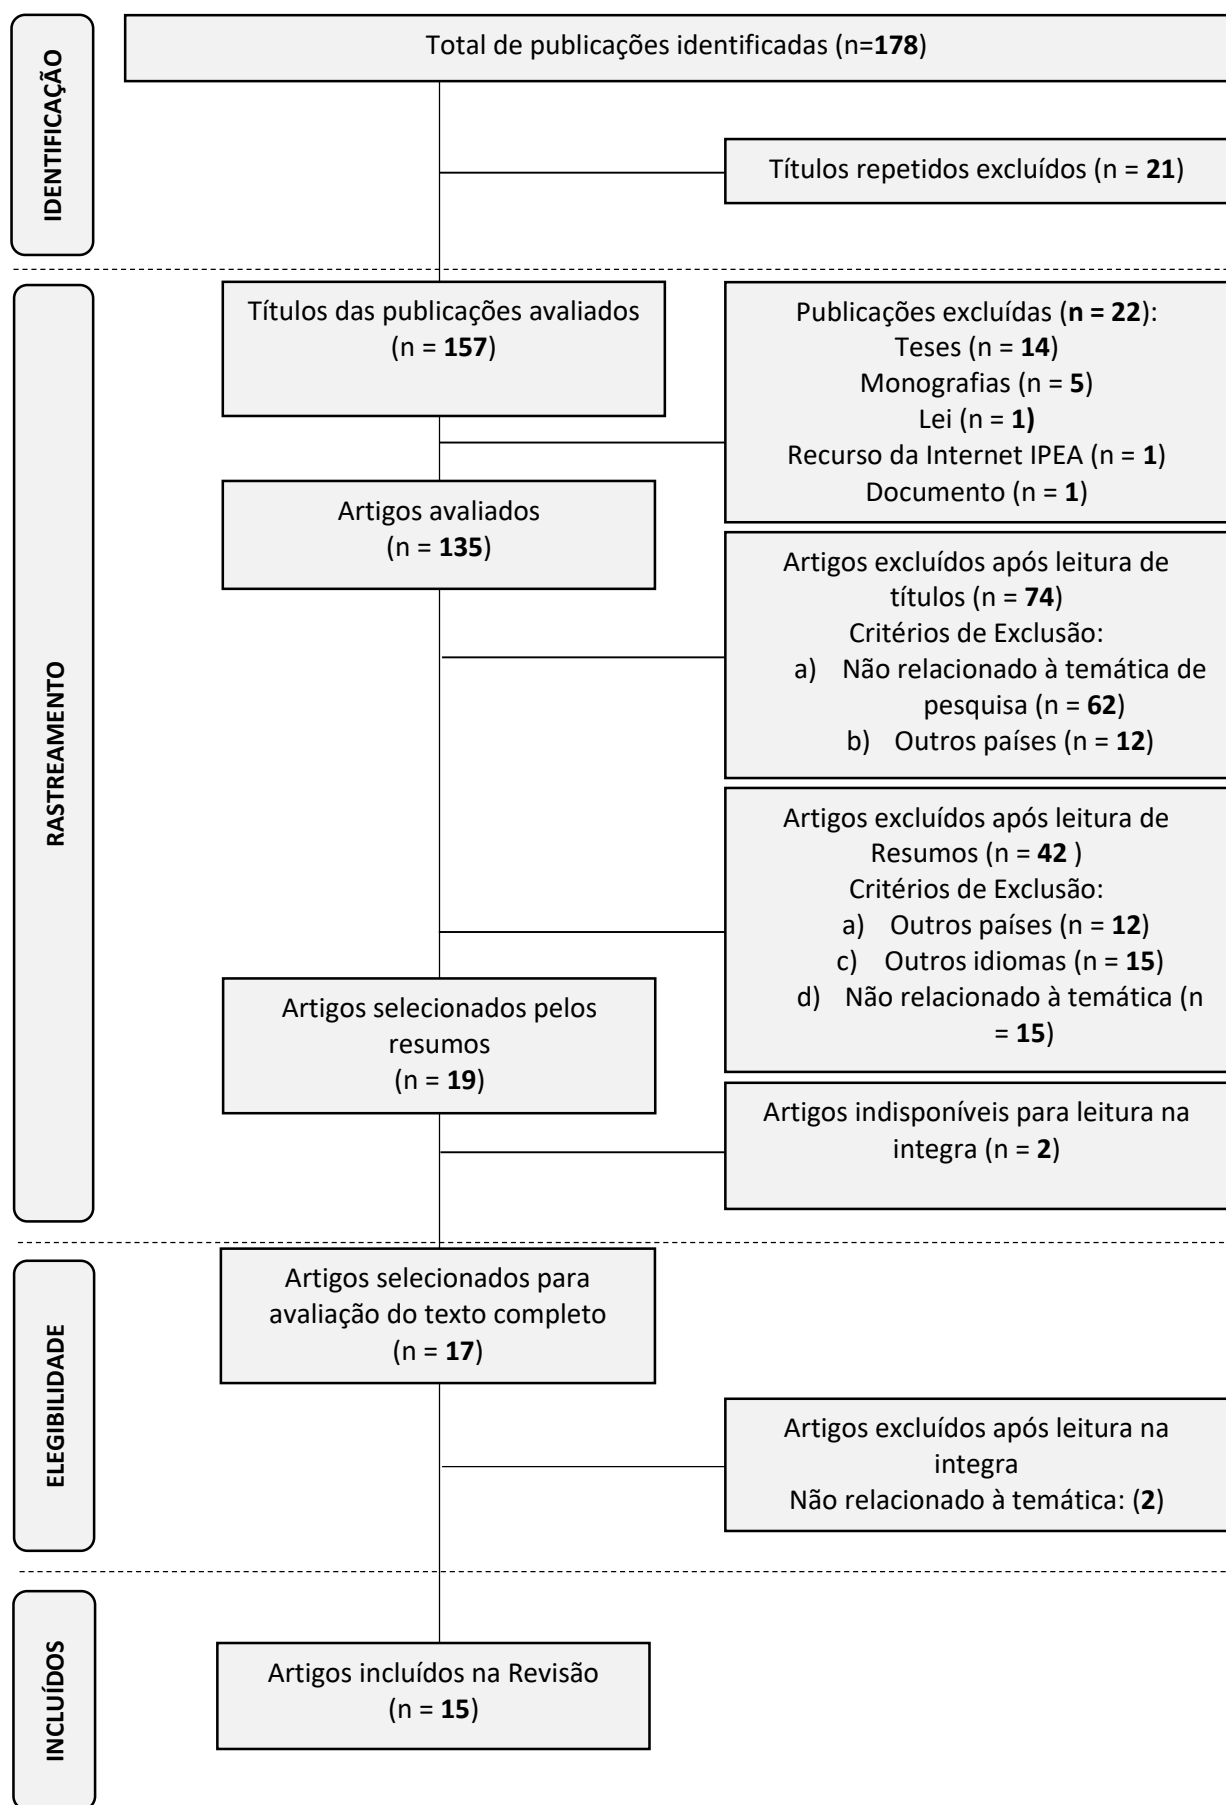 IDENTIFICAÇÃO
Total de publicações identificadas (n=178)
Títulos repetidos excluídos (n = 21)
RASTREAMENTO
Títulos das publicações avaliados
(n = 157)
Publicações excluídas (n = 22):
Teses (n = 14)
Monografias (n = 5)
Lei (n = 1)
Recurso da Internet IPEA (n = 1)
Documento (n = 1)
Artigos avaliados
(n = 135)
Artigos excluídos após leitura de
títulos (n = 74)
Critérios de Exclusão:
a) Não relacionado à temática de
pesquisa (n = 62)
b) Outros países (n = 12)
Artigos excluídos após leitura de
Resumos (n = 42 )
Critérios de Exclusão:
a) Outros países (n = 12)
c) Outros idiomas (n = 15)
d) Não relacionado à temática (n
= 15)
Artigos selecionados pelos
resumos
(n = 19)
Artigos indisponíveis para leitura na
integra (n = 2)
ELEGIBILIDADE
Artigos selecionados para
avaliação do texto completo
(n = 17)
Artigos excluídos após leitura na
integra
Não relacionado à temática: (2)
INCLUÍDOS
Artigos incluídos na Revisão
(n = 15)